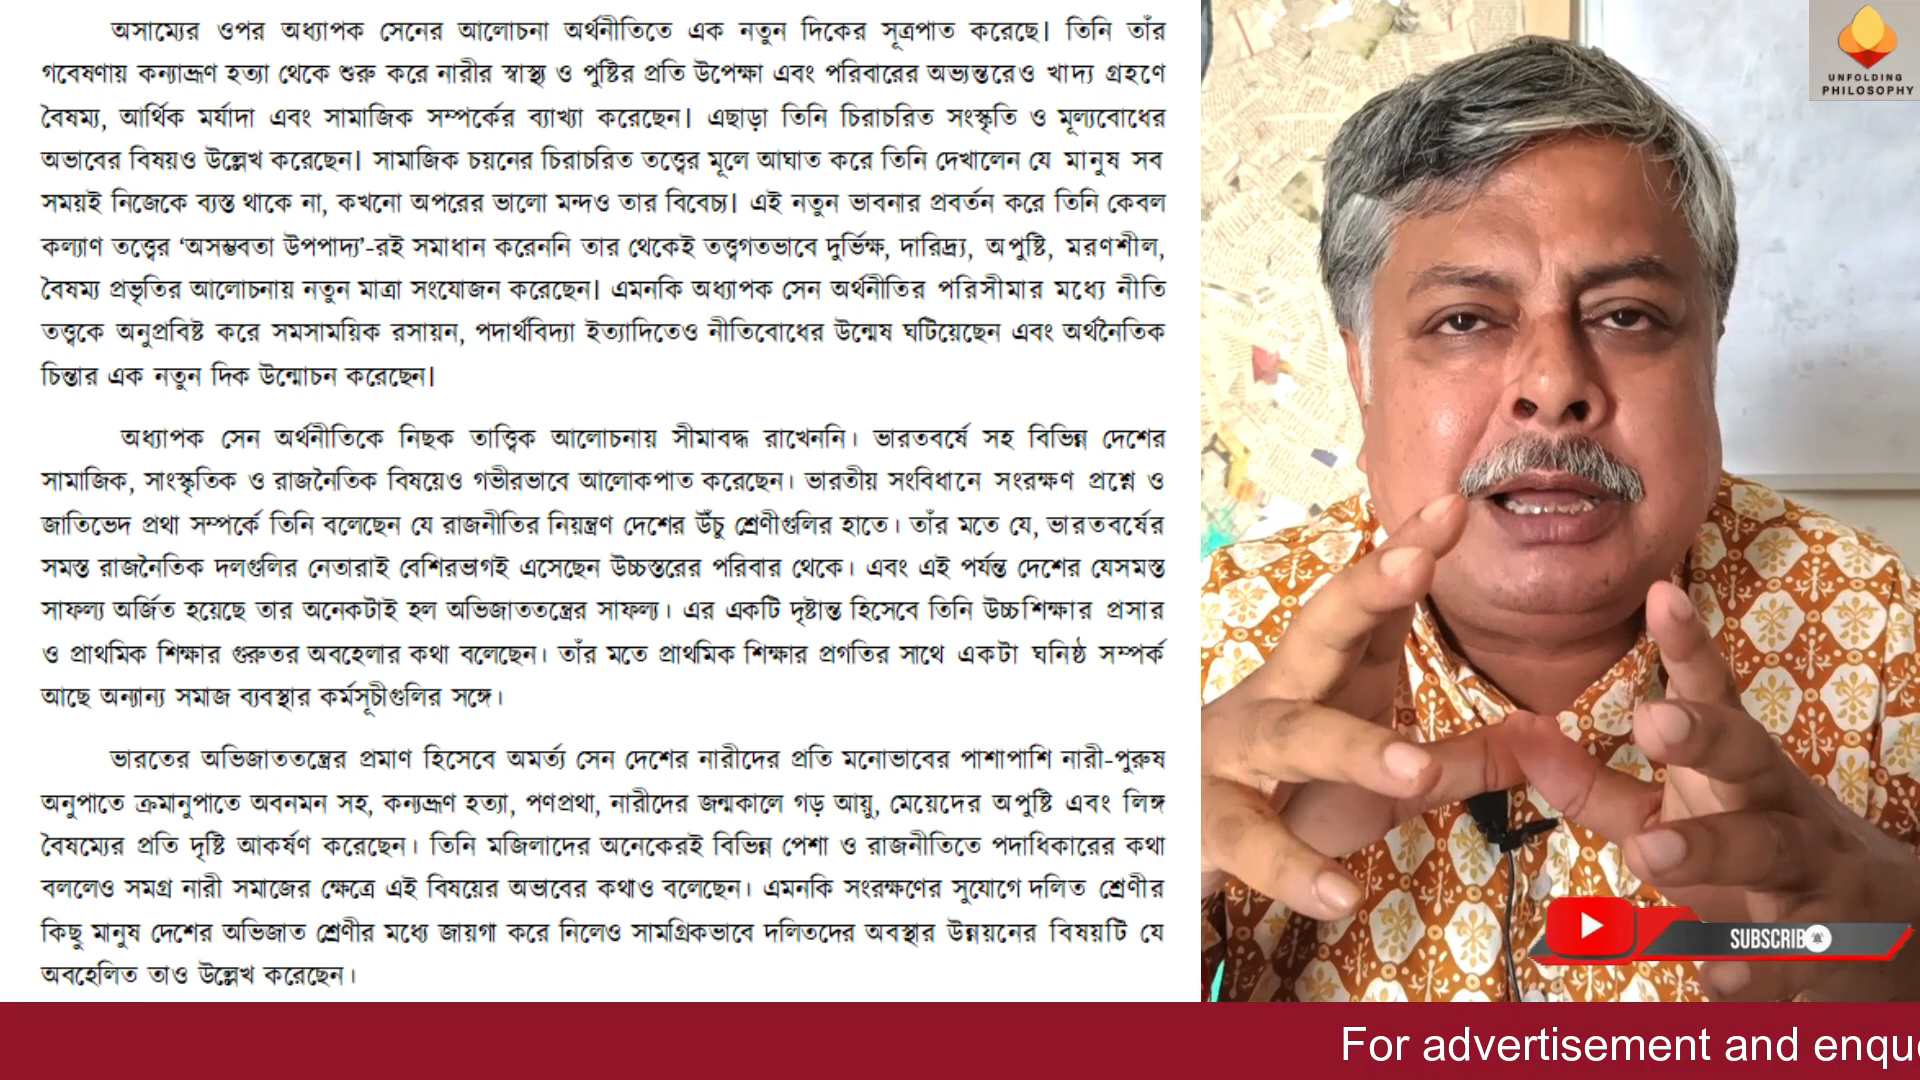 অসাম্যের ওপর অধ্যাপক সেনের আলোচনা অর্থনীতিতে এক নতুন দিকের সূত্রপাত করেছে। তিনি তাঁর
গবেষণায় কন্যাভ্রূণ হত্যা থেকে শুরু করে নারীর স্বাস্থ্য ও পুষ্টির প্রতি উপেক্ষা এবং পরিবারের অভ্যন্তরেও খাদ্য গ্রহণে
বৈষম্য, আর্থিক মর্যাদা এবং সামাজিক সম্পর্কের ব্যাখ্যা করেছেন। এছাড়া তিনি চিরাচরিত সংস্কৃতি ও মূল্যবোধের
অভাবের বিষয়ও উল্লেখ করেছেন। সামাজিক চয়নের চিরাচরিত তত্ত্বের মূলে আঘাত করে তিনি দেখালেন যে মানুষ সব
সময়ই নিজেকে ব্যস্ত থাকে না, কখনো অপরের ভালো মন্দও তার বিবেচ্য। এই নতুন ভাবনার প্রবর্তন করে তিনি কেবল
কল্যাণ তত্ত্বের ‘অসম্ভবতা উপপাদ্য’-রই সমাধান করেননি তার থেকেই তত্ত্বগতভাবে দুর্ভিক্ষ, দারিদ্র্য, অপুষ্টি, মরণশীল,
বৈষম্য প্রভৃতির আলোচনায় নতুন মাত্রা সংযোজন করেছেন। এমনকি অধ্যাপক সেন অর্থনীতির পরিসীমার মধ্যে নীতি
তত্ত্বকে অনুপ্রবিষ্ট করে সমসাময়িক রসায়ন, পদার্থবিদ্যা ইত্যাদিতেও নীতিবোধের উন্মেষ ঘটিয়েছেন এবং অর্থনৈতিক
চিন্তার এক নতুন দিক উন্মোচন করেছেন।
অধ্যাপক সেন অর্থনীতিকে নিছক তাত্ত্বিক আলোচনায় সীমাবদ্ধ রাখেননি। ভারতবর্ষে সহ বিভিন্ন দেশের
সামাজিক, সাংস্কৃতিক ও রাজনৈতিক বিষয়েও গভীরভাবে আলোকপাত করেছেন। ভারতীয় সংবিধানে সংরক্ষণ প্রশ্নে ও
জাতিভেদ প্রথা সম্পর্কে তিনি বলেছেন যে রাজনীতির নিয়ন্ত্রণ দেশের উঁচু শ্রেণীগুলির হাতে। তাঁর মতে যে, ভারতবর্ষের
সমস্ত রাজনৈতিক দলগুলির নেতারাই বেশিরভাগই এসেছেন উচ্চস্তরের পরিবার থেকে। এবং এই পর্যন্ত দেশের যেসমস্ত
সাফল্য অর্জিত হয়েছে তার অনেকটাই হল অভিজাততন্ত্রের সাফল্য। এর একটি দৃষ্টান্ত হিসেবে তিনি উচ্চশিক্ষার প্রসার
ও প্রাথমিক শিক্ষার গুরুতর অবহেলার কথা বলেছেন। তাঁর মতে প্রাথমিক শিক্ষার প্রগতির সাথে একটা ঘনিষ্ঠ সম্পর্ক
আছে অন্যান্য সমাজ ব্যবস্থার কর্মসূচীগুলির সঙ্গে।
ভারতের অভিজাততন্ত্রের প্রমাণ হিসেবে অমর্ত্য সেন দেশের নারীদের প্রতি মনোভাবের পাশাপাশি নারী-পুরুষ
অনুপাতে ক্রমানুপাতে অবনমন সহ, কন্যভ্রূণ হত্যা, পণপ্রথা, নারীদের জন্মকালে গড় আয়ু, মেয়েদের অপুষ্টি এবং লিঙ্গ
বৈষম্যের প্রতি দৃষ্টি আকর্ষণ করেছেন। তিনি মজিলাদের অনেকেরই বিভিন্ন পেশা ও রাজনীতিতে পদাধিকারের কথা
বললেও সমগ্র নারী সমাজের ক্ষেত্রে এই বিষয়ের অভাবের কথাও বলেছেন। এমনকি সংরক্ষণের সুযোগে দলিত শ্রেণীর
কিছু মানুষ দেশের অভিজাত শ্রেণীর মধ্যে জায়গা করে নিলেও সামগ্রিকভাবে দলিতদের অবস্থার উন্নয়নের বিষয়টি যে
অবহেলিত তাও উল্লেখ করেছেন।
UNFOLDING
PHILOSOPHY
SUBSCRIB
For advertisement and enqu